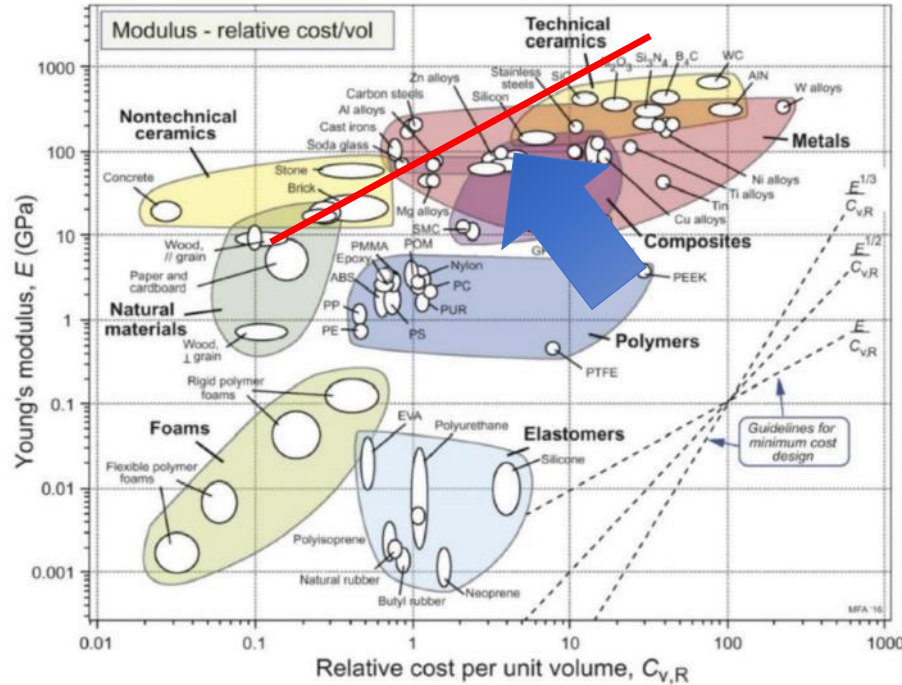 Modulus - relative cost/vol
Technical
ceramics
Zn alloys
Stainless
steels
SiC
2O3
Si3N4
B4C
WC
AlN
W alloys
Carbon steels
Silicon
Al alloys
Nontechnical
ceramics
Cast irons
Soda glass
Metals
Stone
Concrete
Brick
Mg alloys
SMC
Ni alloys
Ti alloys
Tin
Cu alloys
Composites
Wood,
// grain
Paper and
cardboard
PMMA
Epoxy
POM
ABS
Nylon
PC
PEEK
PP
PUR
PE
PS
Natural
materials
Polymers
Wood,
⊥ grain
PTFE
Rigid polymer
foams
EVA
Polyurethane
Foams
Elastomers
Silicone
Flexible polymer
foams
Polyisoprene
Natural rubber
Butyl rubber
Neoprene
E1/3
Cv,R
E1/2
Cv,R
E
Cv,R
Guidelines for
minimum cost
design
MFA '16
Young's modulus, E (GPa)
1000
100
10
1
0.1
0.01
0.001
0.01
0.1
1
10
100
1000
Relative cost per unit volume, Cv,R